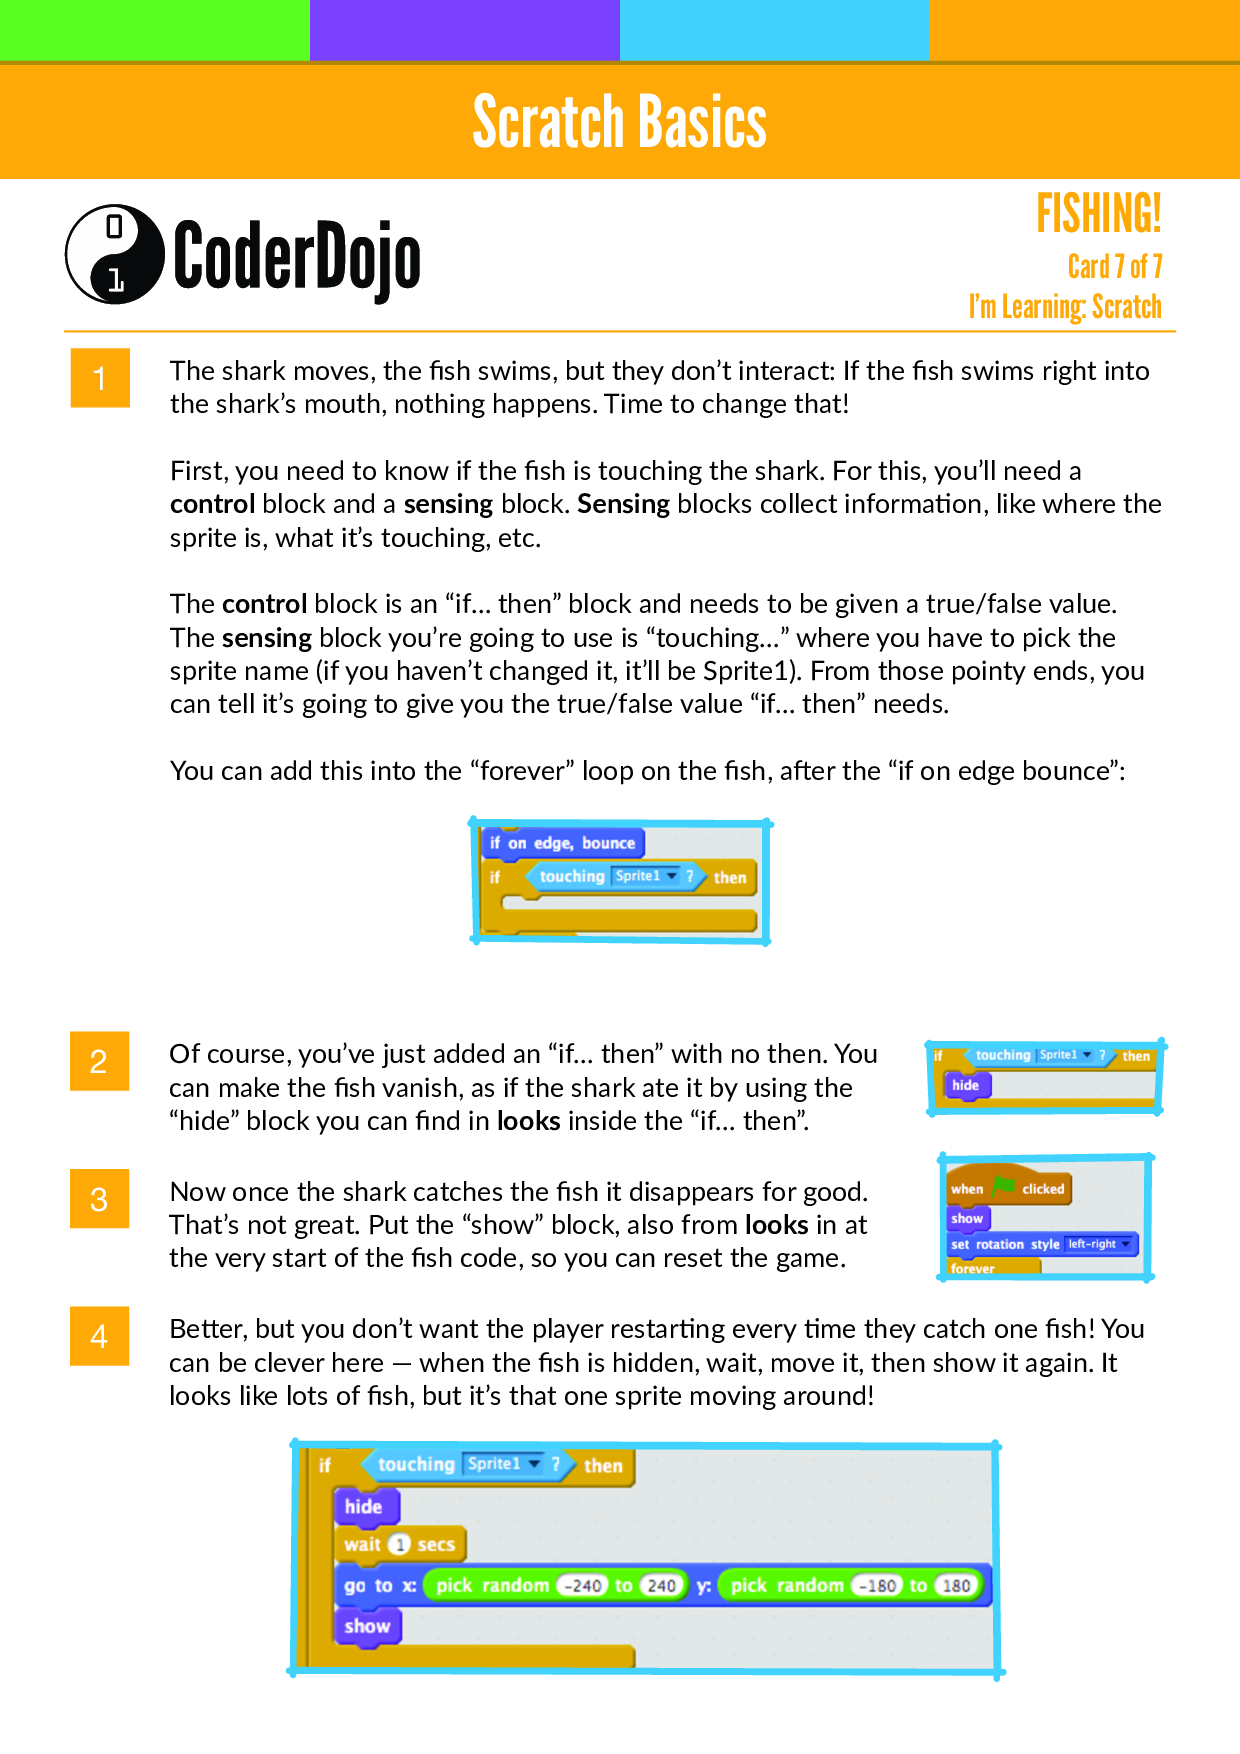 Scratch Basics
0
1
CoderDojo
FISHING!
Card 7 of 7
I'm Learning: Scratch
1
The shark moves, the fish swims, but they don't interact: If the fish swims right into
the shark's mouth, nothing happens. Time to change that!
First, you need to know if the fish is touching the shark. For this, you'll need a
control block and a sensing block. Sensing blocks collect information, like where the
sprite is, what it's touching, etc.
The control block is an “if... then” block and needs to be given a true/false value.
The sensing block you're going to use is “touching...” where you have to pick the
sprite name (if you haven't changed it, it'll be Sprite1). From those pointy ends, you
can tell it's going to give you the true/false value “if... then” needs.
You can add this into the “forever” loop on the fish, after the “if on edge bounce”:
if on edge, bounce
if touching Sprite1 ? then
2
Of course, you've just added an “if... then” with no then. You
can make the fish vanish, as if the shark ate it by using the
“hide” block you can find in looks inside the “if... then”.
if touching Sprite1 ? then
hide
3
Now once the shark catches the fish it disappears for good.
That's not great. Put the “show” block, also from looks in at
the very start of the fish code, so you can reset the game.
when clicked
show
set rotation style left-right
forever
4
Better, but you don't want the player restarting every time they catch one fish! You
can be clever here — when the fish is hidden, wait, move it, then show it again. It
looks like lots of fish, but it's that one sprite moving around!
if touching Sprite1 ? then
hide
wait 1 secs
go to x: pick random -240 to 240 y: pick random -180 to 180
show